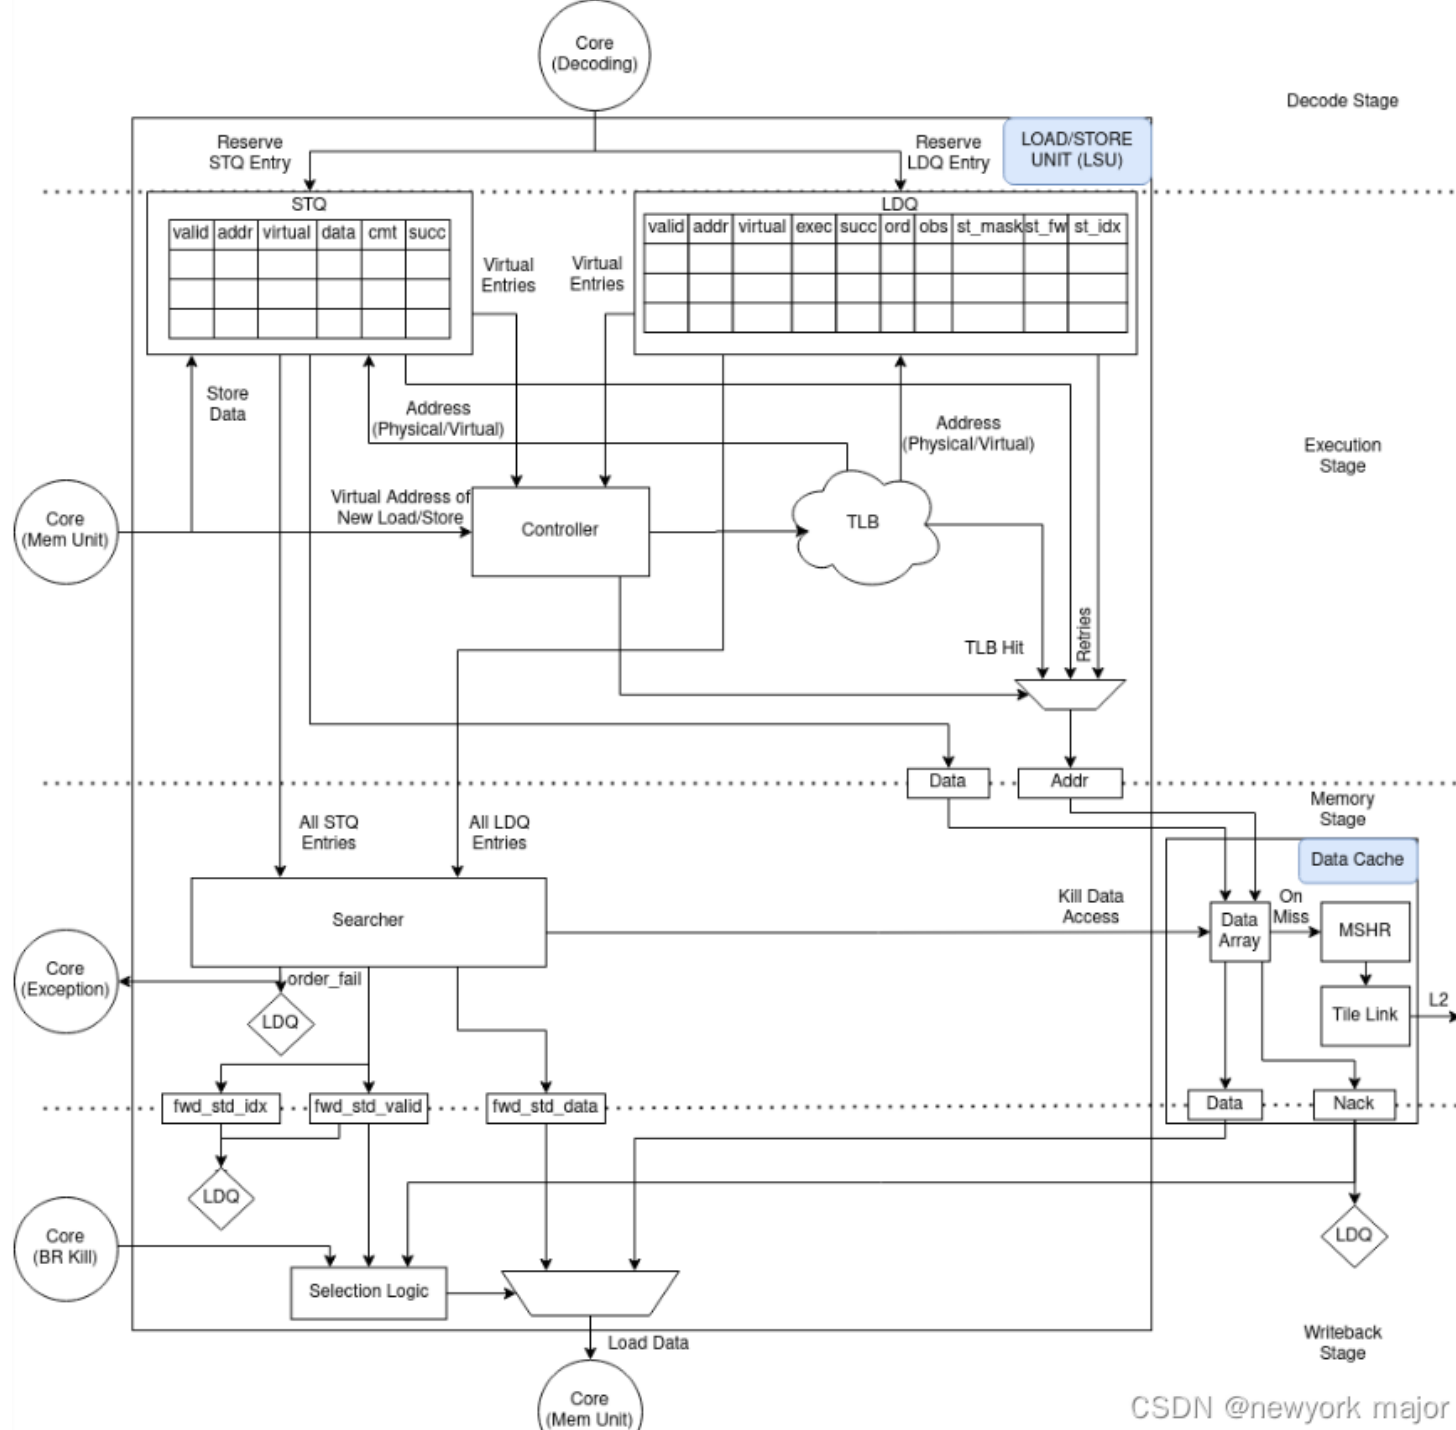 Core
(Decoding)
Decode Stage
Reserve
STQ Entry
Reserve
LDQ Entry
LOAD/STORE
UNIT (LSU)
STQ
valid addr virtual data cmt succ
LDQ
valid addr virtual exec succ ord obs st_mask st_fw st_idx
Virtual
Entries
Virtual
Entries
Store
Data
Address
(Physical/Virtual)
Address
(Physical/Virtual)
Execution
Stage
Core
(Mem Unit)
Virtual Address of
New Load/Store
Controller
TLB
TLB Hit
Retries
Data
Addr
Memory
Stage
All STQ
Entries
All LDQ
Entries
Data Cache
Searcher
Kill Data
Access
Data
Array
On
Miss
MSHR
Core
(Exception)
order_fail
LDQ
Tile Link
L2
fwd_std_idx
fwd_std_valid
fwd_std_data
Data
Nack
LDQ
LDQ
Core
(BR Kill)
Selection Logic
Load Data
Writeback
Stage
Core
(Mem Unit)
CSDN @newyork major